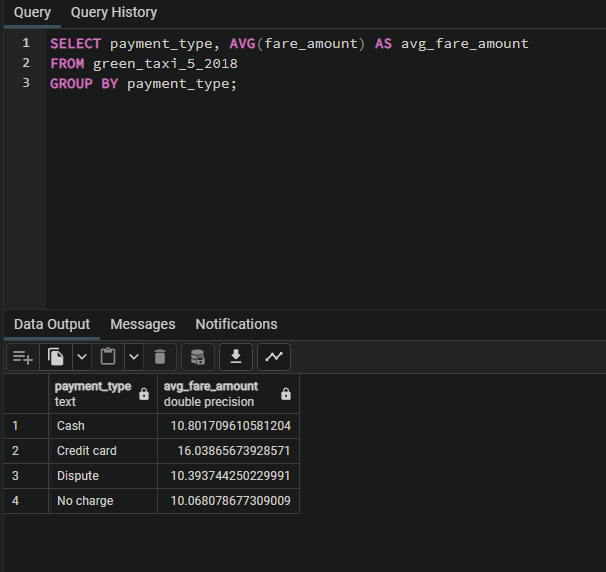 Query Query History
1 SELECT payment_type, AVG(fare_amount) AS avg_fare_amount
2 FROM green_taxi_5_2018
3 GROUP BY payment_type;
Data Output Messages Notifications
payment_type avg_fare_amount
text double precision
1 Cash 10.801709610581204
2 Credit card 16.03865673928571
3 Dispute 10.393744250229991
4 No charge 10.068078677309009